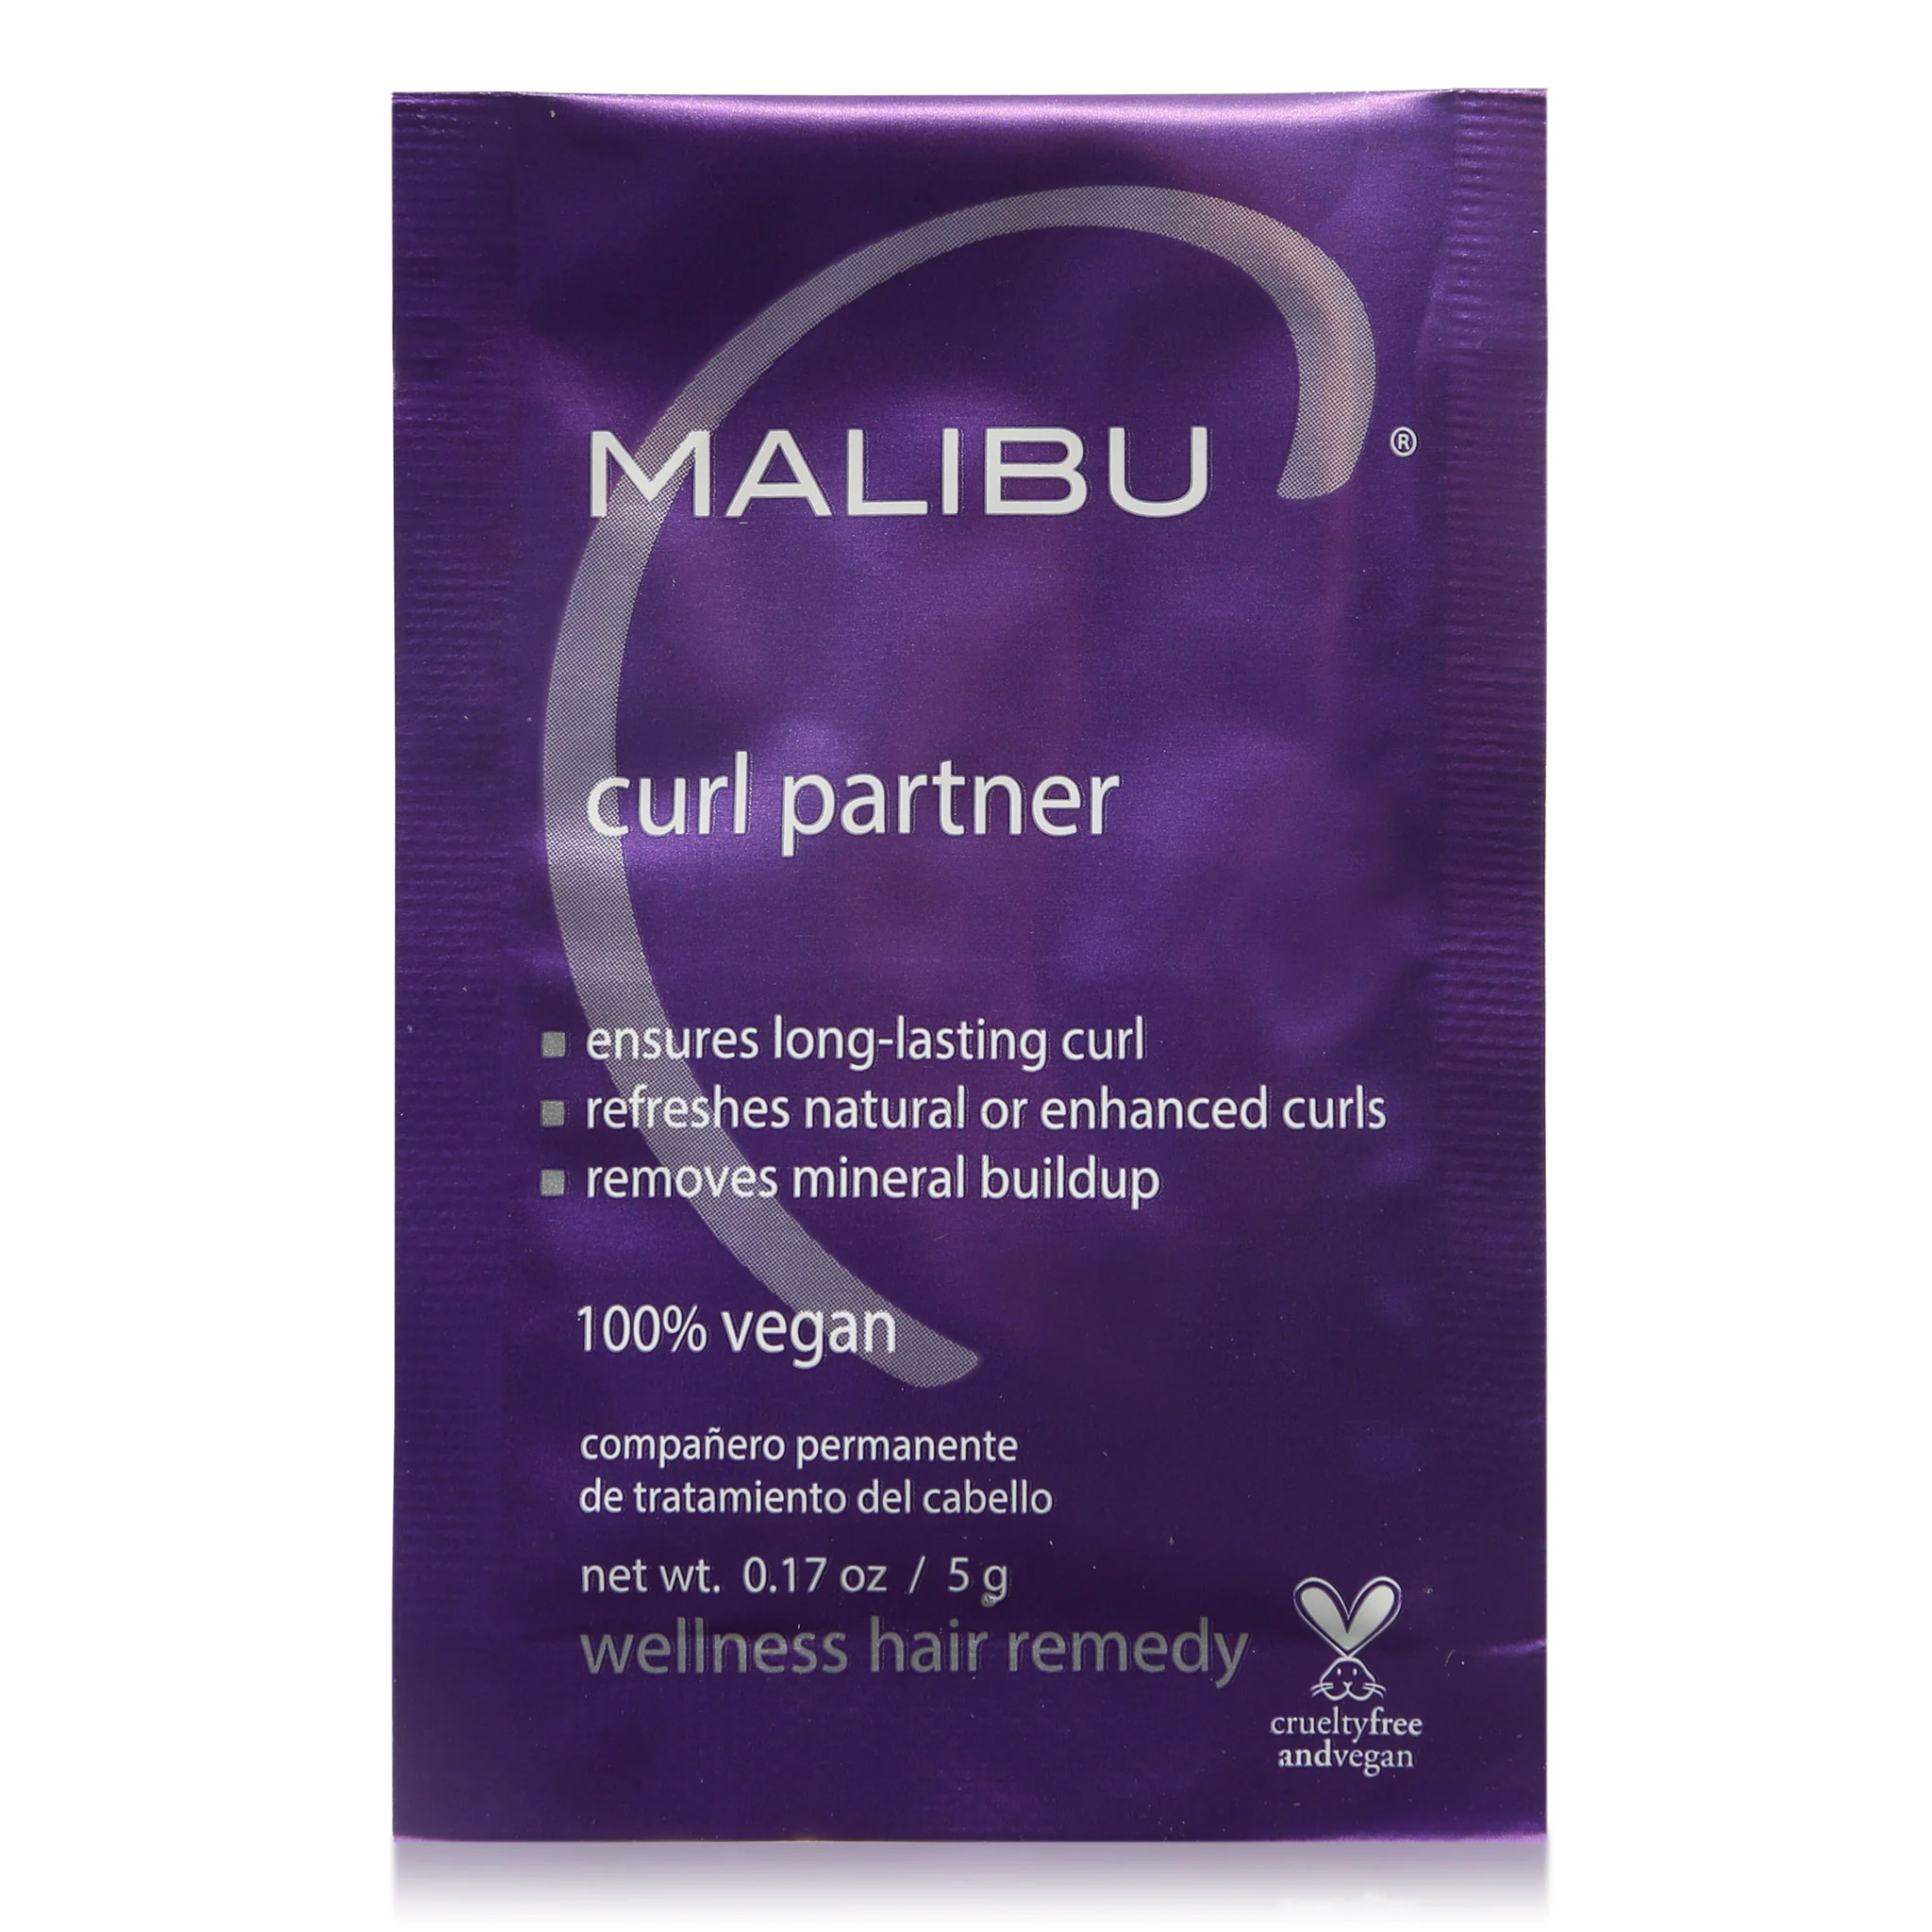 MALIBU C®
curl partner
ensures long-lasting curl
refreshes natural or enhanced curls
removes mineral buildup
100% vegan
compañero permanente
de tratamiento del cabello
net wt. 0.17 oz / 5 g
wellness hair remedy
crueltyfree
andvegan